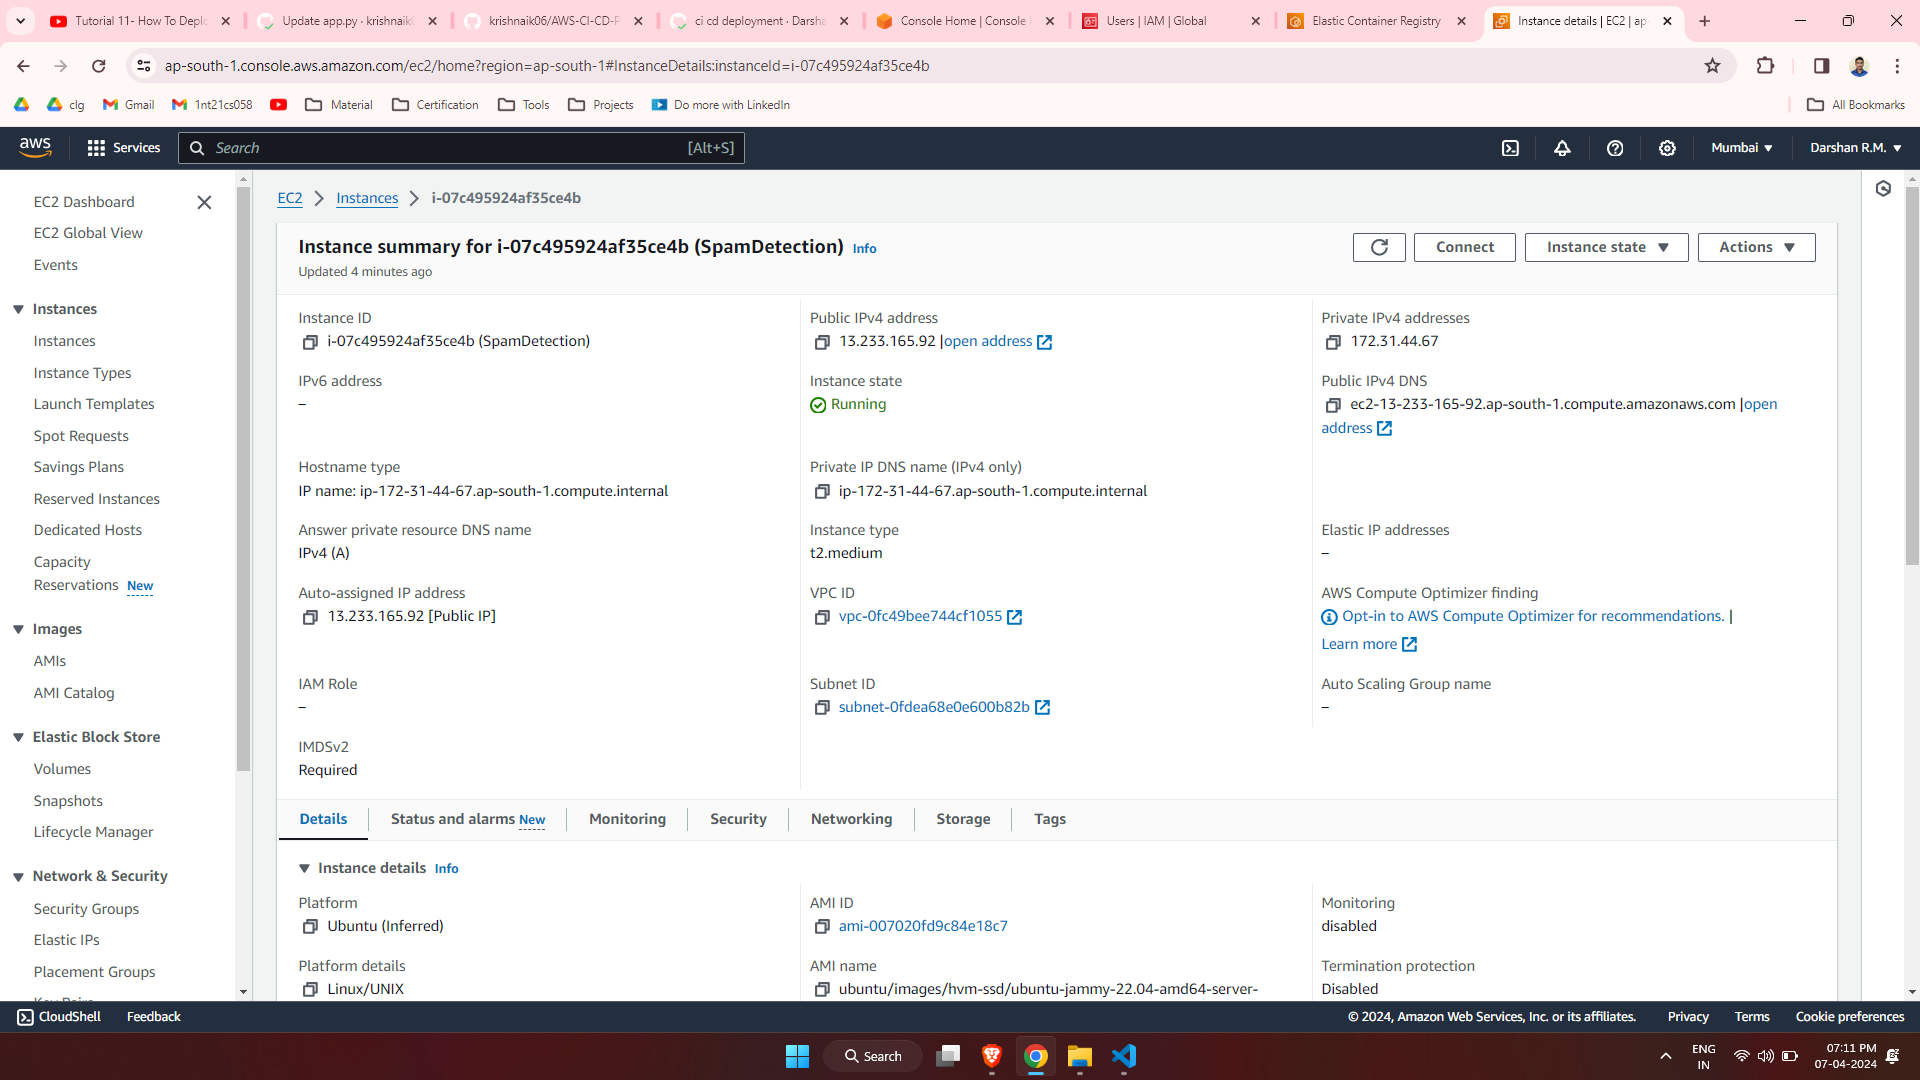 Tutorial 11- How To Deplo
Update app.py · krishnaik
krishnaik06/AWS-CI-CD-P
ci cd deployment · Darsha
Console Home | Console
Users | IAM | Global
Elastic Container Registry
Instance details | EC2 | ap-
ap-south-1.console.aws.amazon.com/ec2/home?region=ap-south-1#InstanceDetails:instanceId=i-07c495924af35ce4b
clg
Gmail
1nt21cs058
Material
Certification
Tools
Projects
Do more with LinkedIn
All Bookmarks
aws
Services
Search
[Alt+S]
Mumbai
Darshan R.M.
EC2 Dashboard
EC2 Global View
Events
Instances
Instances
Instance Types
Launch Templates
Spot Requests
Savings Plans
Reserved Instances
Dedicated Hosts
Capacity
Reservations New
Images
AMIs
AMI Catalog
Elastic Block Store
Volumes
Snapshots
Lifecycle Manager
Network & Security
Security Groups
Elastic IPs
Placement Groups
Key Pairs
EC2
Instances
i-07c495924af35ce4b
Instance summary for i-07c495924af35ce4b (SpamDetection) Info
Updated 4 minutes ago
Connect
Instance state
Actions
Instance ID
i-07c495924af35ce4b (SpamDetection)
Public IPv4 address
13.233.165.92 |open address
Private IPv4 addresses
172.31.44.67
IPv6 address
–
Instance state
Running
Public IPv4 DNS
ec2-13-233-165-92.ap-south-1.compute.amazonaws.com |open
address
Hostname type
IP name: ip-172-31-44-67.ap-south-1.compute.internal
Private IP DNS name (IPv4 only)
ip-172-31-44-67.ap-south-1.compute.internal
Answer private resource DNS name
IPv4 (A)
Instance type
t2.medium
Elastic IP addresses
–
Auto-assigned IP address
13.233.165.92 [Public IP]
VPC ID
vpc-0fc49bee744cf1055
AWS Compute Optimizer finding
Opt-in to AWS Compute Optimizer for recommendations. |
Learn more
IAM Role
–
Subnet ID
subnet-0fdea68e0e600b82b
Auto Scaling Group name
–
IMDSv2
Required
Details
Status and alarms New
Monitoring
Security
Networking
Storage
Tags
Instance details Info
Platform
Ubuntu (Inferred)
AMI ID
ami-007020fd9c84e18c7
Monitoring
disabled
Platform details
Linux/UNIX
AMI name
ubuntu/images/hvm-ssd/ubuntu-jammy-22.04-amd64-server-
Termination protection
Disabled
CloudShell
Feedback
© 2024, Amazon Web Services, Inc. or its affiliates.
Privacy
Terms
Cookie preferences
Search
ENG
IN
07:11 PM
07-04-2024